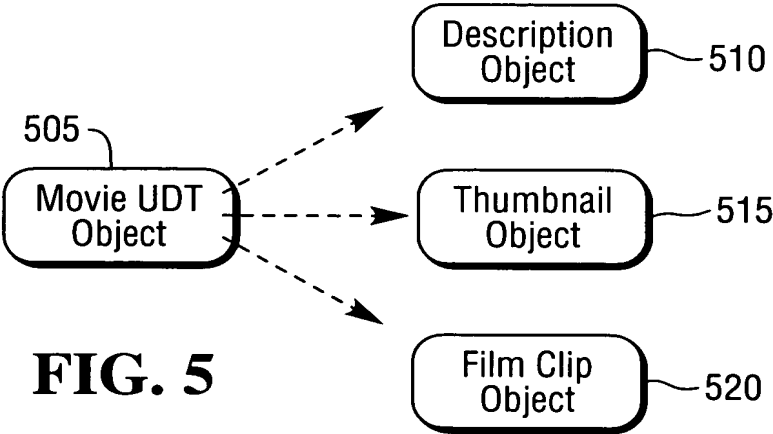 Description
Object
510
505
Movie UDT
Object
Thumbnail
Object
515
Film Clip
Object
520
FIG. 5